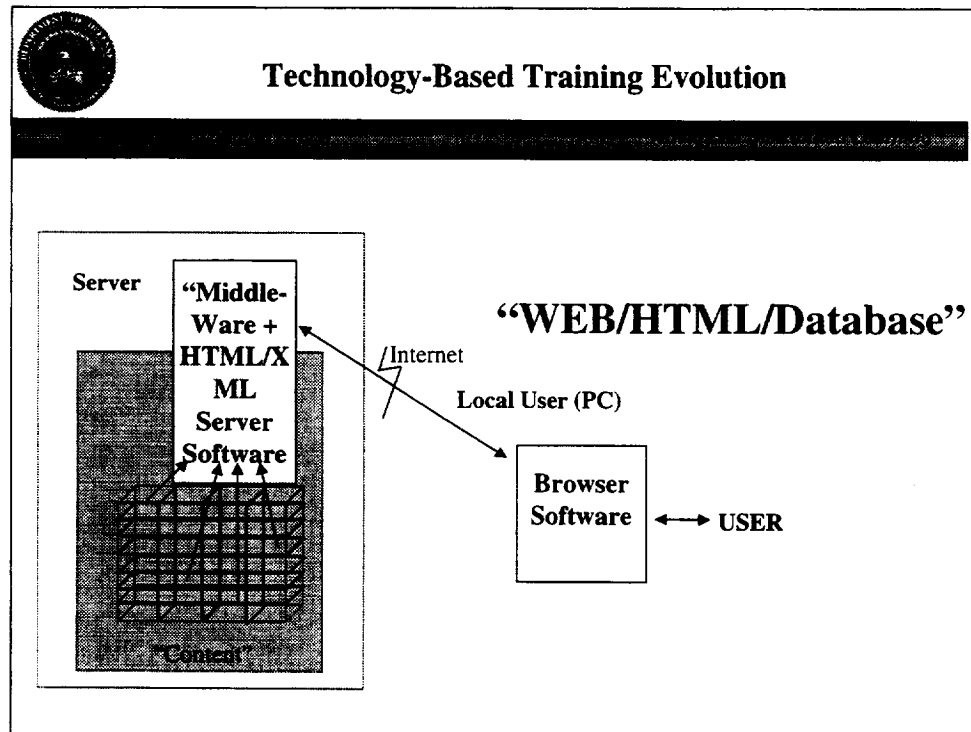 Technology-Based Training Evolution
Server
“Middle-
Ware +
HTML/X
ML
Server
Software
“WEB/HTML/Database”
Internet
Local User (PC)
Browser
Software
USER
"Content"